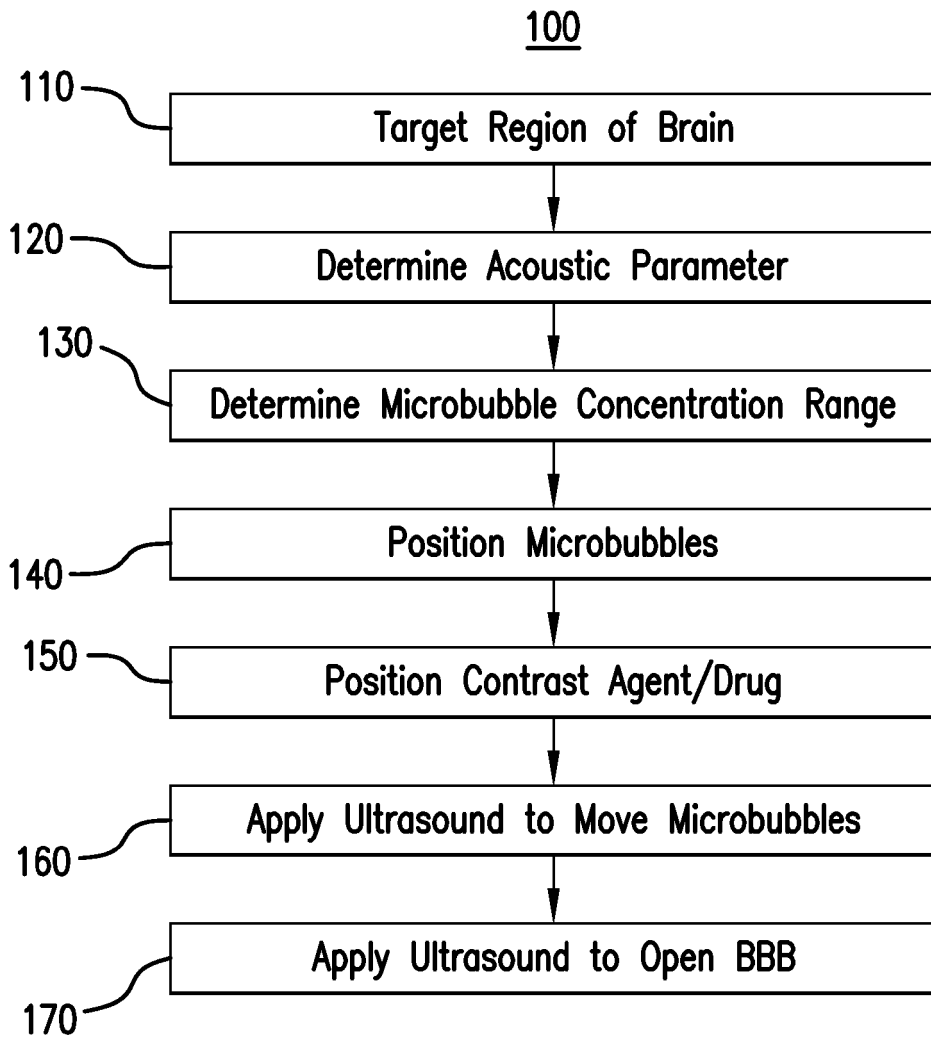 100
110
Target Region of Brain
120
Determine Acoustic Parameter
130
Determine Microbubble Concentration Range
140
Position Microbubbles
150
Position Contrast Agent/Drug
160
Apply Ultrasound to Move Microbubbles
170
Apply Ultrasound to Open BBB